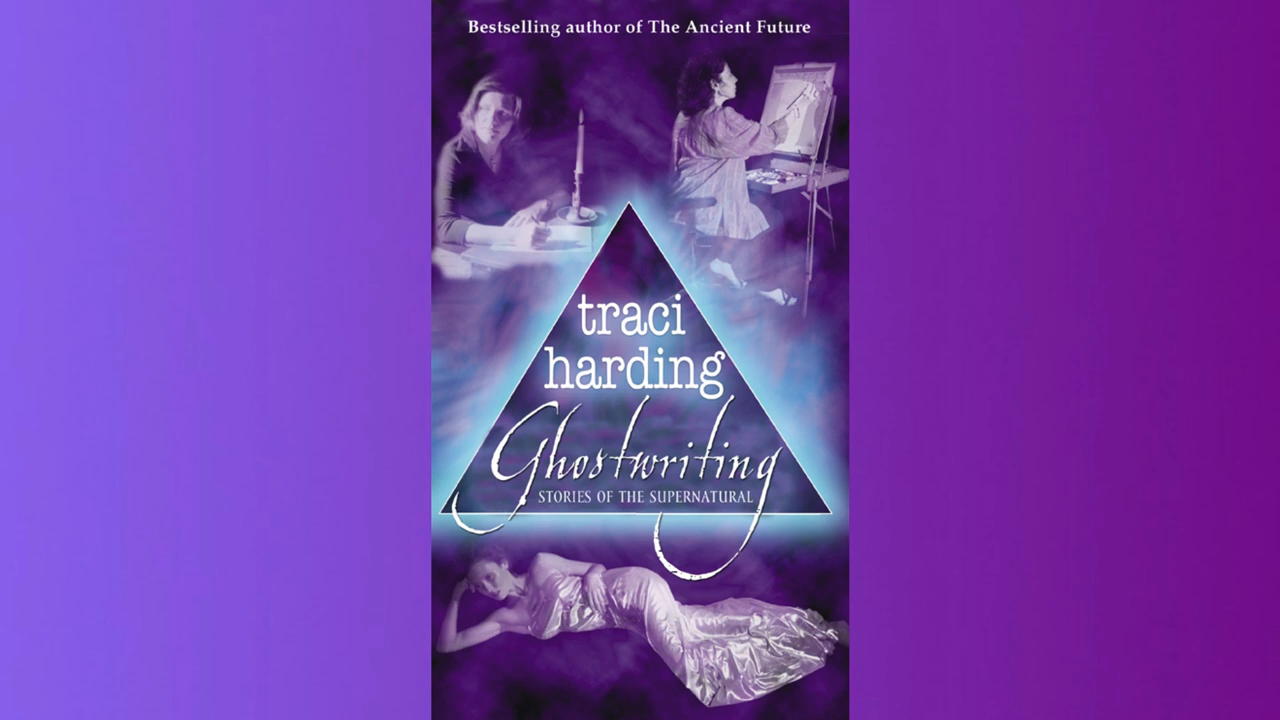 Bestselling author of The Ancient Future
traci
harding
Ghostwriting
STORIES OF THE SUPERNATURAL